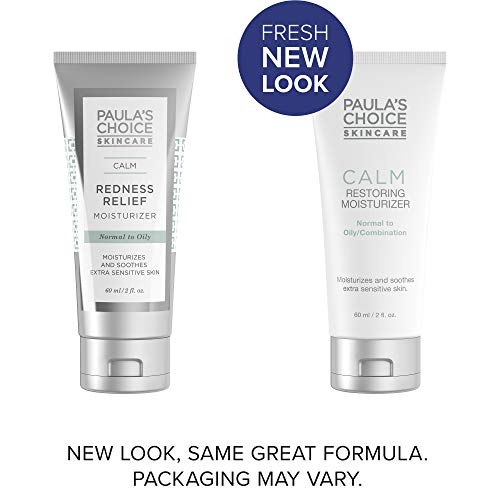 FRESH
NEW
LOOK
PAULA'S
CHOICE
SKINCARE
CALM
REDNESS
RELIEF
MOISTURIZER
Normal to Oily
MOISTURIZES
AND SOOTHES
EXTRA SENSITIVE SKIN
60 ml/2 fl. oz.
PAULA'S
CHOICE
SKINCARE
CALM
RESTORING
MOISTURIZER
Normal to
Oily/Combination
Moisturizes and soothes
extra sensitive skin.
60 ml / 2 fl. oz.
NEW LOOK, SAME GREAT FORMULA.
PACKAGING MAY VARY.